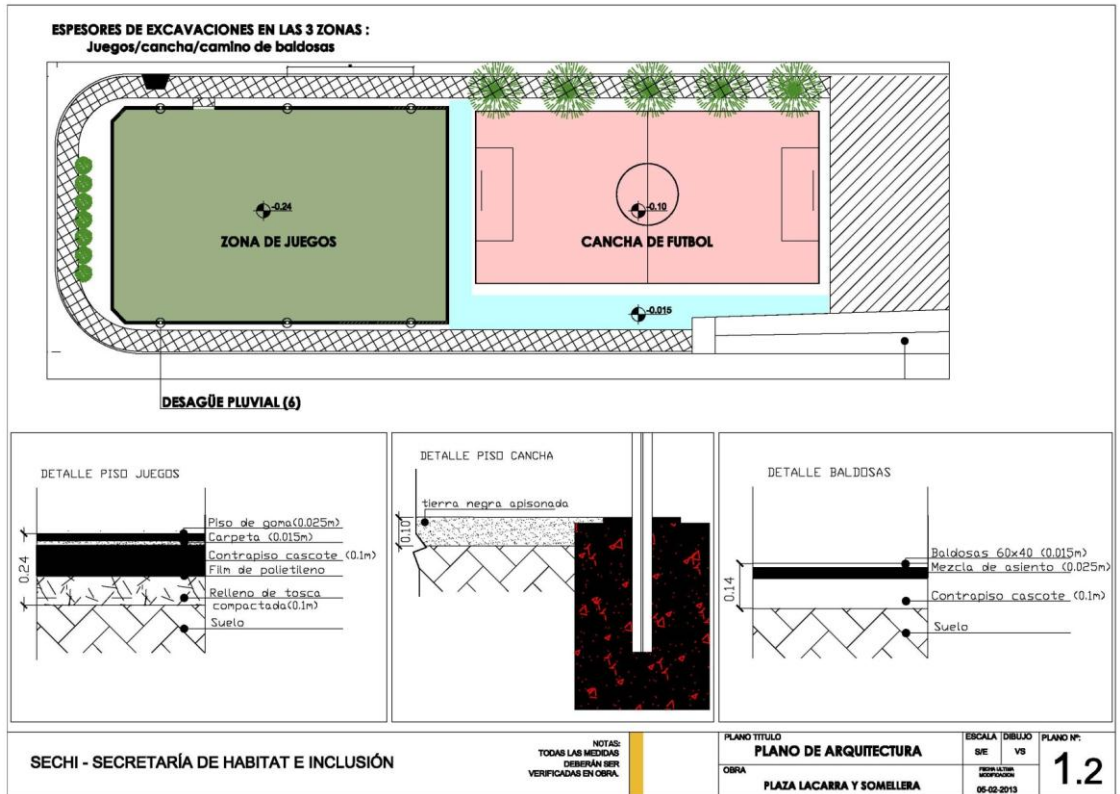 ESPESORES DE EXCAVACIONES EN LAS 3 ZONAS :
Juegos/cancha/camino de baldosas
-0.24
ZONA DE JUEGOS
-0.10
CANCHA DE FUTBOL
-0.015
DESAGÜE PLUVIAL (6)
DETALLE PISO JUEGOS
0.24
Piso de goma(0.025m)
Carpeta (0.015m)
Contrapiso cascote (0.1m)
Film de polietileno
Relleno de tosca
compactada(0.1m)
Suelo
DETALLE PISO CANCHA
tierra negra apisonada
0.10
DETALLE BALDOSAS
0.14
Baldosas 60x40 (0.015m)
Mezcla de asiento (0.025m)
Contrapiso cascote (0.1m)
Suelo
SECHI - SECRETARÍA DE HABITAT E INCLUSIÓN
NOTAS:
TODAS LAS MEDIDAS
DEBERÁN SER
VERIFICADAS EN OBRA.
PLANO TITULO
PLANO DE ARQUITECTURA
OBRA
PLAZA LACARRA Y SOMELLERA
ESCALA
S/E
DIBUJO
VS
FECHA ULTIMA
MODIFICACION
05-02-2013
PLANO Nº:
1.2